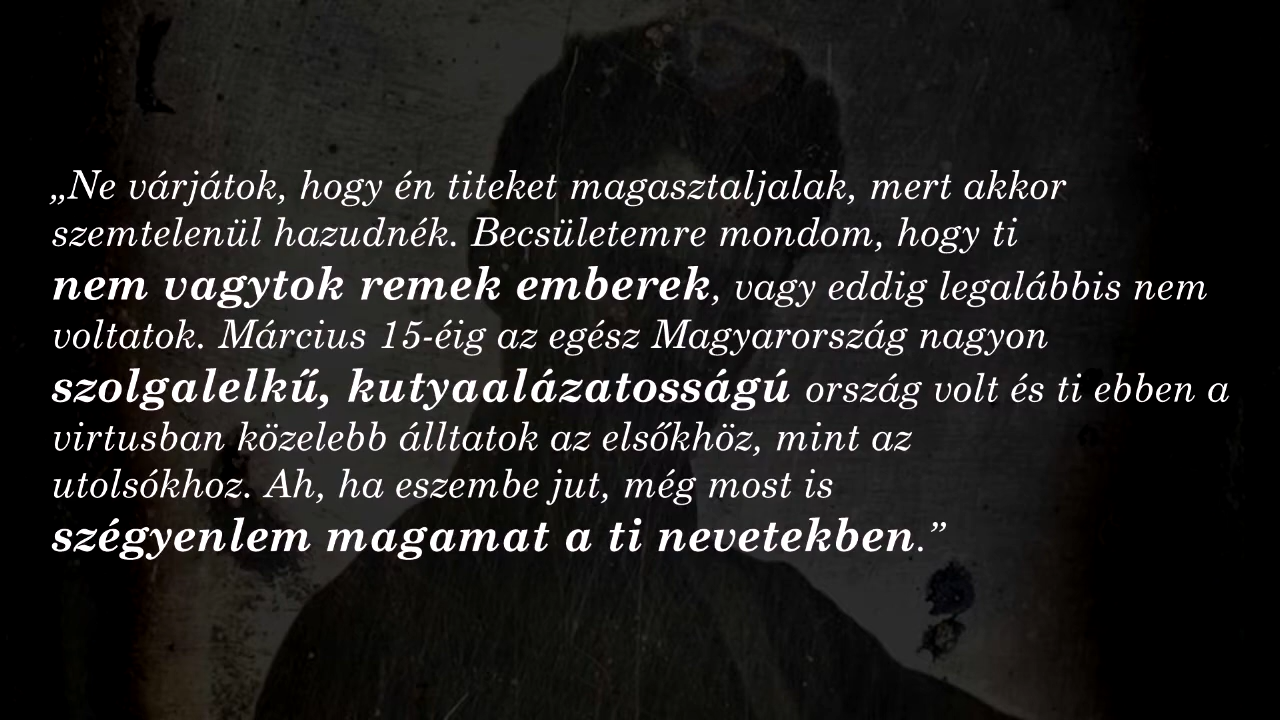 „Ne várjátok, hogy én titeket magasztaljalak, mert akkor
szemtelenül hazudnék. Becsületemre mondom, hogy ti
nem vagytok remek emberek, vagy eddig legalábbis nem
voltatok. Március 15-éig az egész Magyarország nagyon
szolgalelkű, kutyaalázatosságú ország volt és ti ebben a
virtusban közelebb álltatok az elsőkhöz, mint az
utolsókhoz. Ah, ha eszembe jut, még most is
szégyenlem magamat a ti nevetekben.”